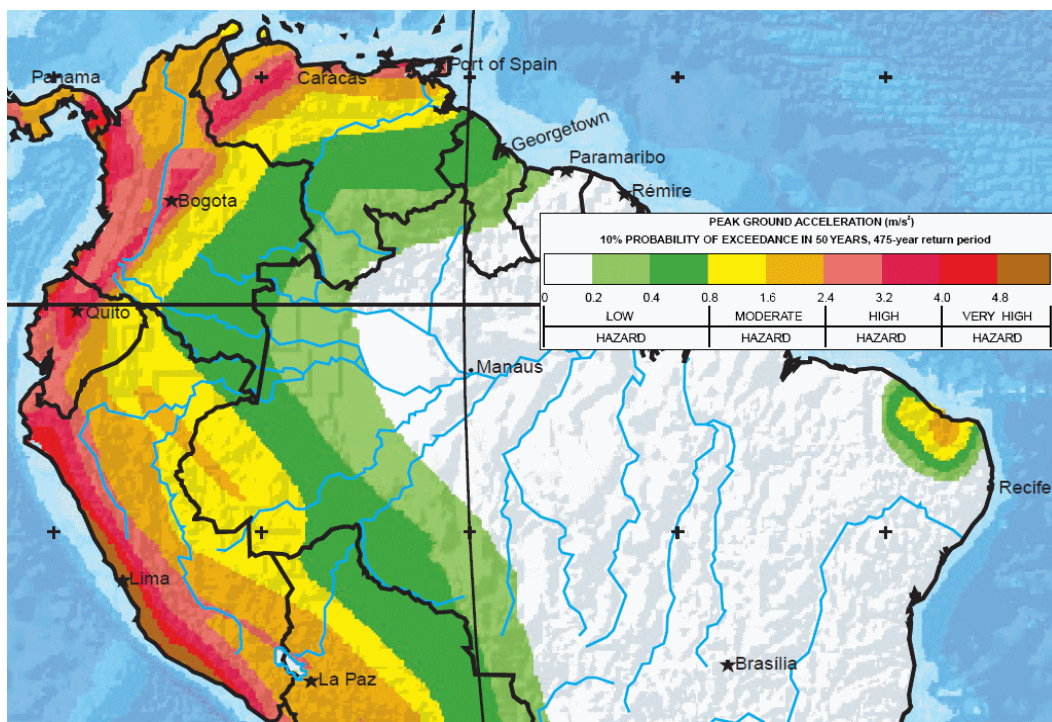 Panama
Caracas
Port of Spain
Georgetown
Paramaribo
Rémire
Bogota
PEAK GROUND ACCELERATION (m/s²)
10% PROBABILITY OF EXCEEDANCE IN 50 YEARS, 475-year return period
0 0.2 0.4 0.8 1.6 2.4 3.2 4.0 4.8
LOW MODERATE HIGH VERY HIGH
HAZARD HAZARD HAZARD HAZARD
Quito
Manaus
Recife
Lima
Brasília
La Paz